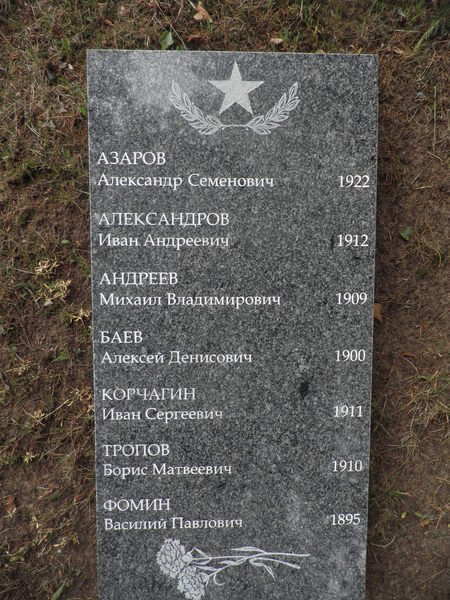 АЗАРОВ
Александр Семенович 1922
АЛЕКСАНДРОВ
Иван Андреевич 1912
АНДРЕЕВ
Михаил Владимирович 1909
БАЕВ
Алексей Денисович 1900
КОРЧАГИН
Иван Сергеевич 1911
ТРОПОВ
Борис Матвеевич 1910
ФОМИН
Василий Павлович 1895